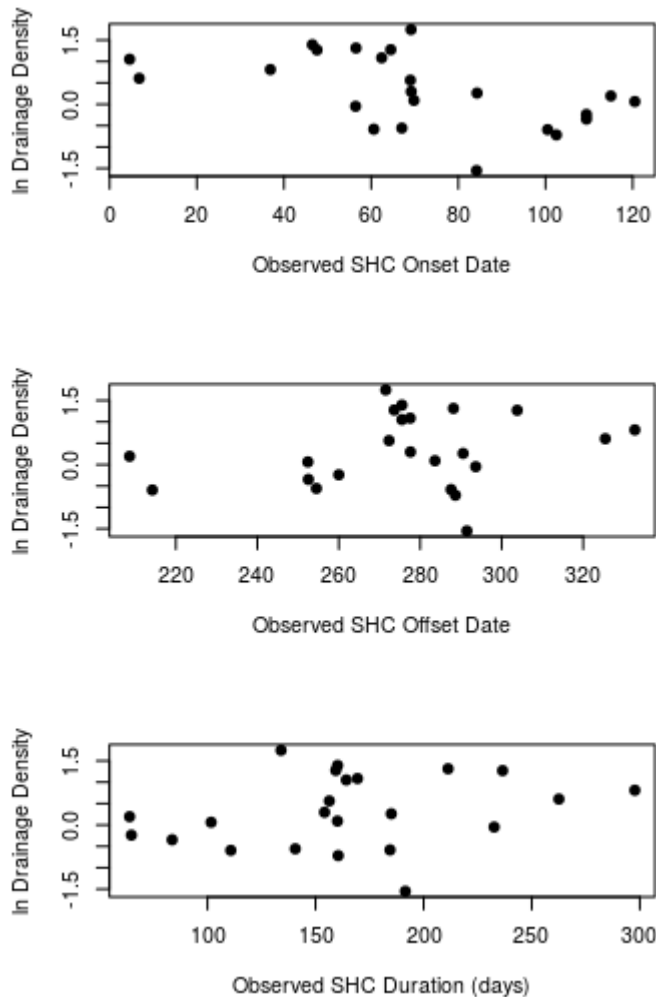 ln Drainage Density
1.5
0.0
-1.5
0 20 40 60 80 100 120
Observed SHC Onset Date
ln Drainage Density
1.5
0.0
-1.5
220 240 260 280 300 320
Observed SHC Offset Date
ln Drainage Density
1.5
0.0
-1.5
100 150 200 250 300
Observed SHC Duration (days)